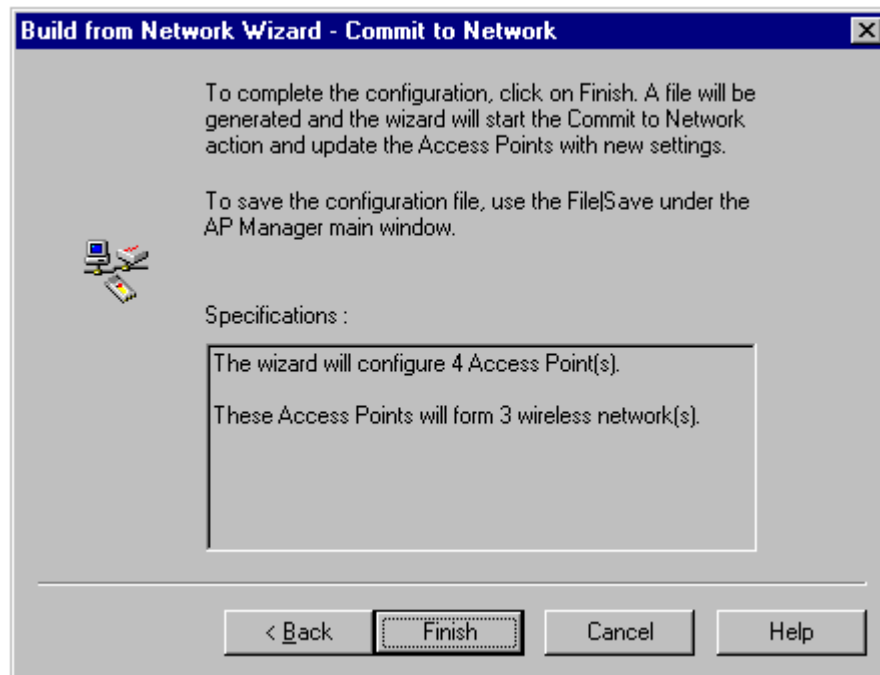 Build from Network Wizard - Commit to Network
To complete the configuration, click on Finish. A file will be
generated and the wizard will start the Commit to Network
action and update the Access Points with new settings.
To save the configuration file, use the File|Save under the
AP Manager main window.
Specifications :
The wizard will configure 4 Access Point(s).
These Access Points will form 3 wireless network(s).
< Back
Finish
Cancel
Help